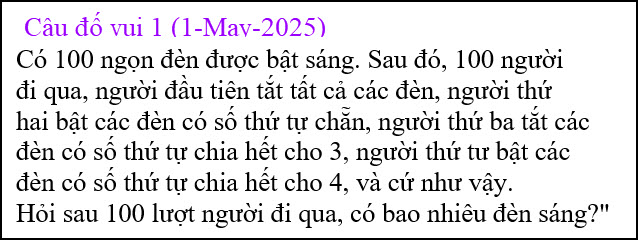 Câu đố vui 1 (1-May-2025)
Có 100 ngọn đèn được bật sáng. Sau đó, 100 người
đi qua, người đầu tiên tắt tất cả các đèn, người thứ
hai bật các đèn có số thứ tự chẵn, người thứ ba tắt các
đèn có số thứ tự chia hết cho 3, người thứ tư bật các
đèn có số thứ tự chia hết cho 4, và cứ như vậy.
Hỏi sau 100 lượt người đi qua, có bao nhiêu đèn sáng?"